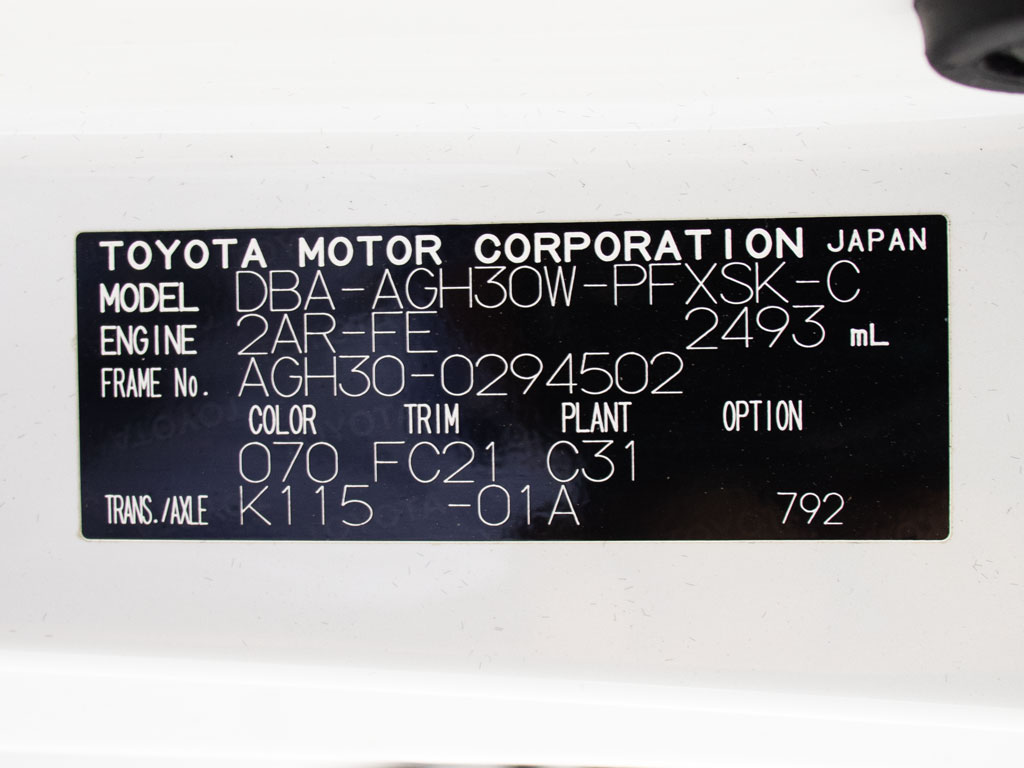 TOYOTA MOTOR CORPORATION JAPAN
MODEL DBA-AGH30W-PFXSK-C
ENGINE 2AR-FE 2493 mL
FRAME No. AGH30-0294502
COLOR TRIM PLANT OPTION
070 FC21 C31
TRANS./AXLE K115 -01A 792